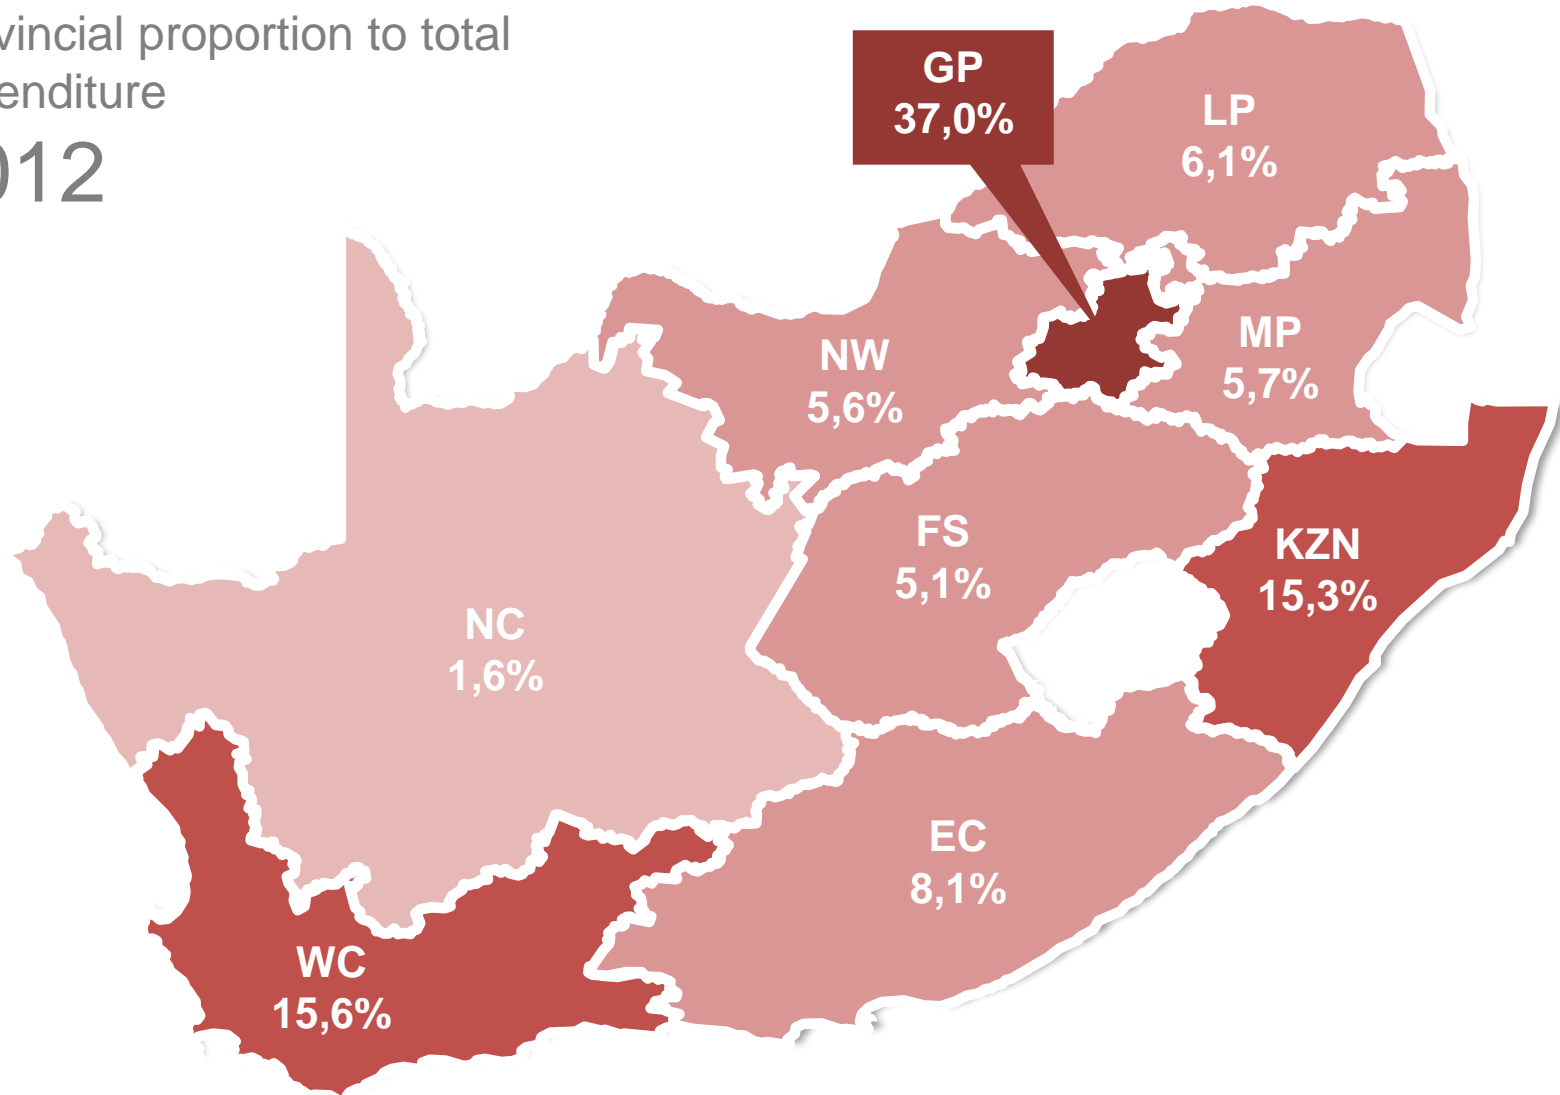 vincial proportion to total
enditure
012
GP
37,0%
LP
6,1%
NW
5,6%
MP
5,7%
FS
5,1%
KZN
15,3%
NC
1,6%
EC
8,1%
WC
15,6%